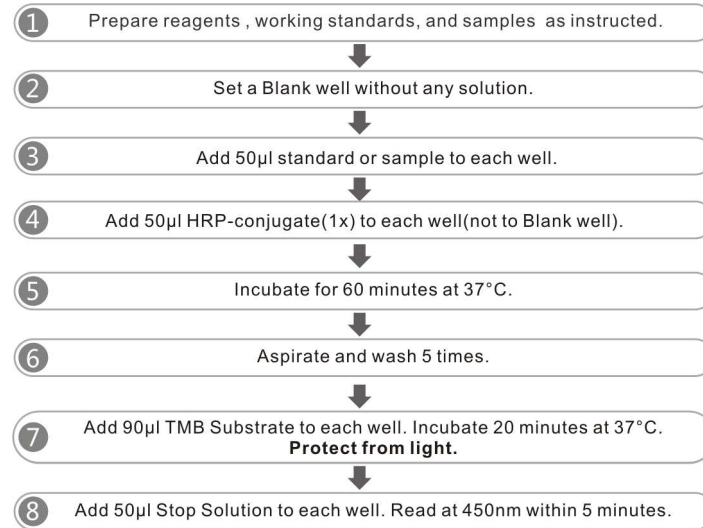 1 Prepare reagents , working standards, and samples as instructed.
2 Set a Blank well without any solution.
3 Add 50μl standard or sample to each well.
4 Add 50μl HRP-conjugate(1x) to each well(not to Blank well).
5 Incubate for 60 minutes at 37°C.
6 Aspirate and wash 5 times.
7 Add 90μl TMB Substrate to each well. Incubate 20 minutes at 37°C.
Protect from light.
8 Add 50μl Stop Solution to each well. Read at 450nm within 5 minutes.